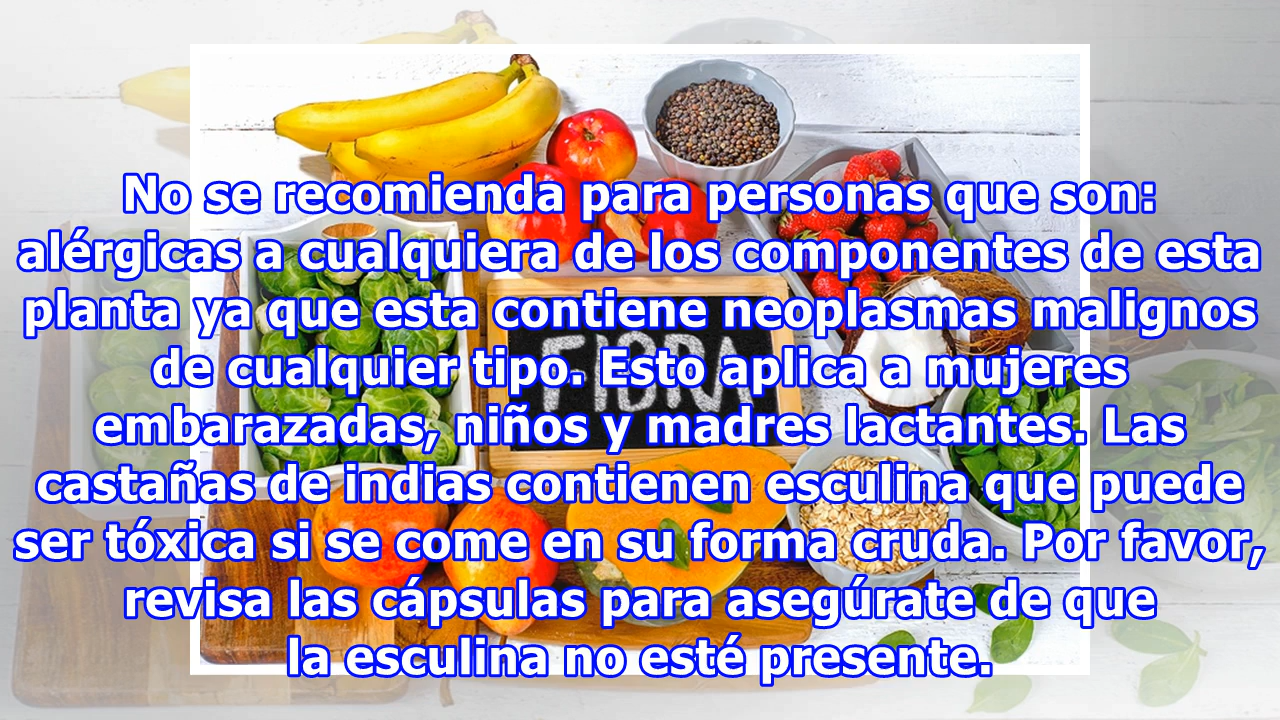 No se recomienda para personas que son:
alérgicas a cualquiera de los componentes de esta
planta ya que esta contiene neoplasmas malignos
de cualquier tipo. Esto aplica a mujeres
embarazadas, niños y madres lactantes. Las
castañas de indias contienen esculina que puede
ser tóxica si se come en su forma cruda. Por favor,
revisa las cápsulas para asegúrate de que
la esculina no esté presente.
FIBRA